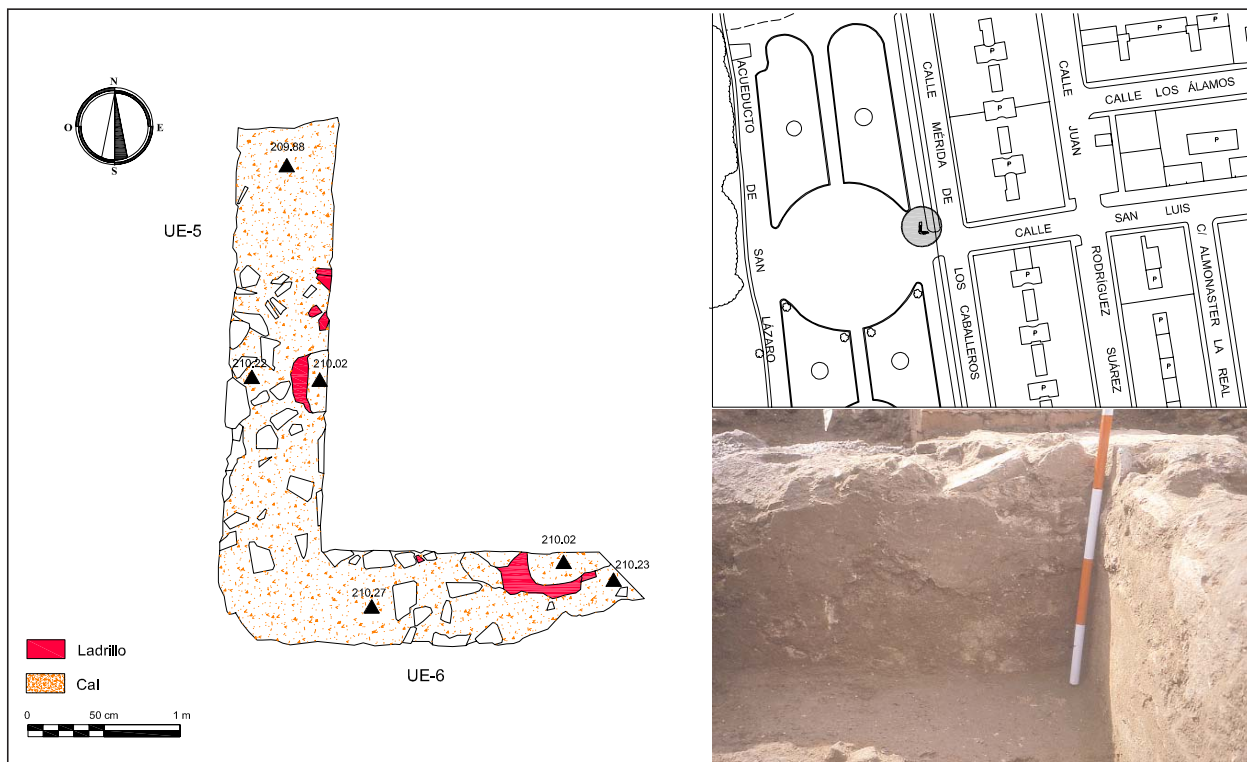 N
O
E
S
209.88
UE-5
210.22
210.02
210.02
210.23
210.27
UE-6
Ladrillo
Cal
0
50 cm
1 m
ACUEDUCTO
DE
SAN
LÁZARO
CALLE
MÉRIDA DE
LOS CABALLEROS
CALLE
JUAN
RODRÍGUEZ
SUÁREZ
CALLE LOS ÁLAMOS
CALLE
SAN LUIS
C/ ALMONASTER LA REAL
P
P
P
P
P
P
P
P
P
P
P
P
P